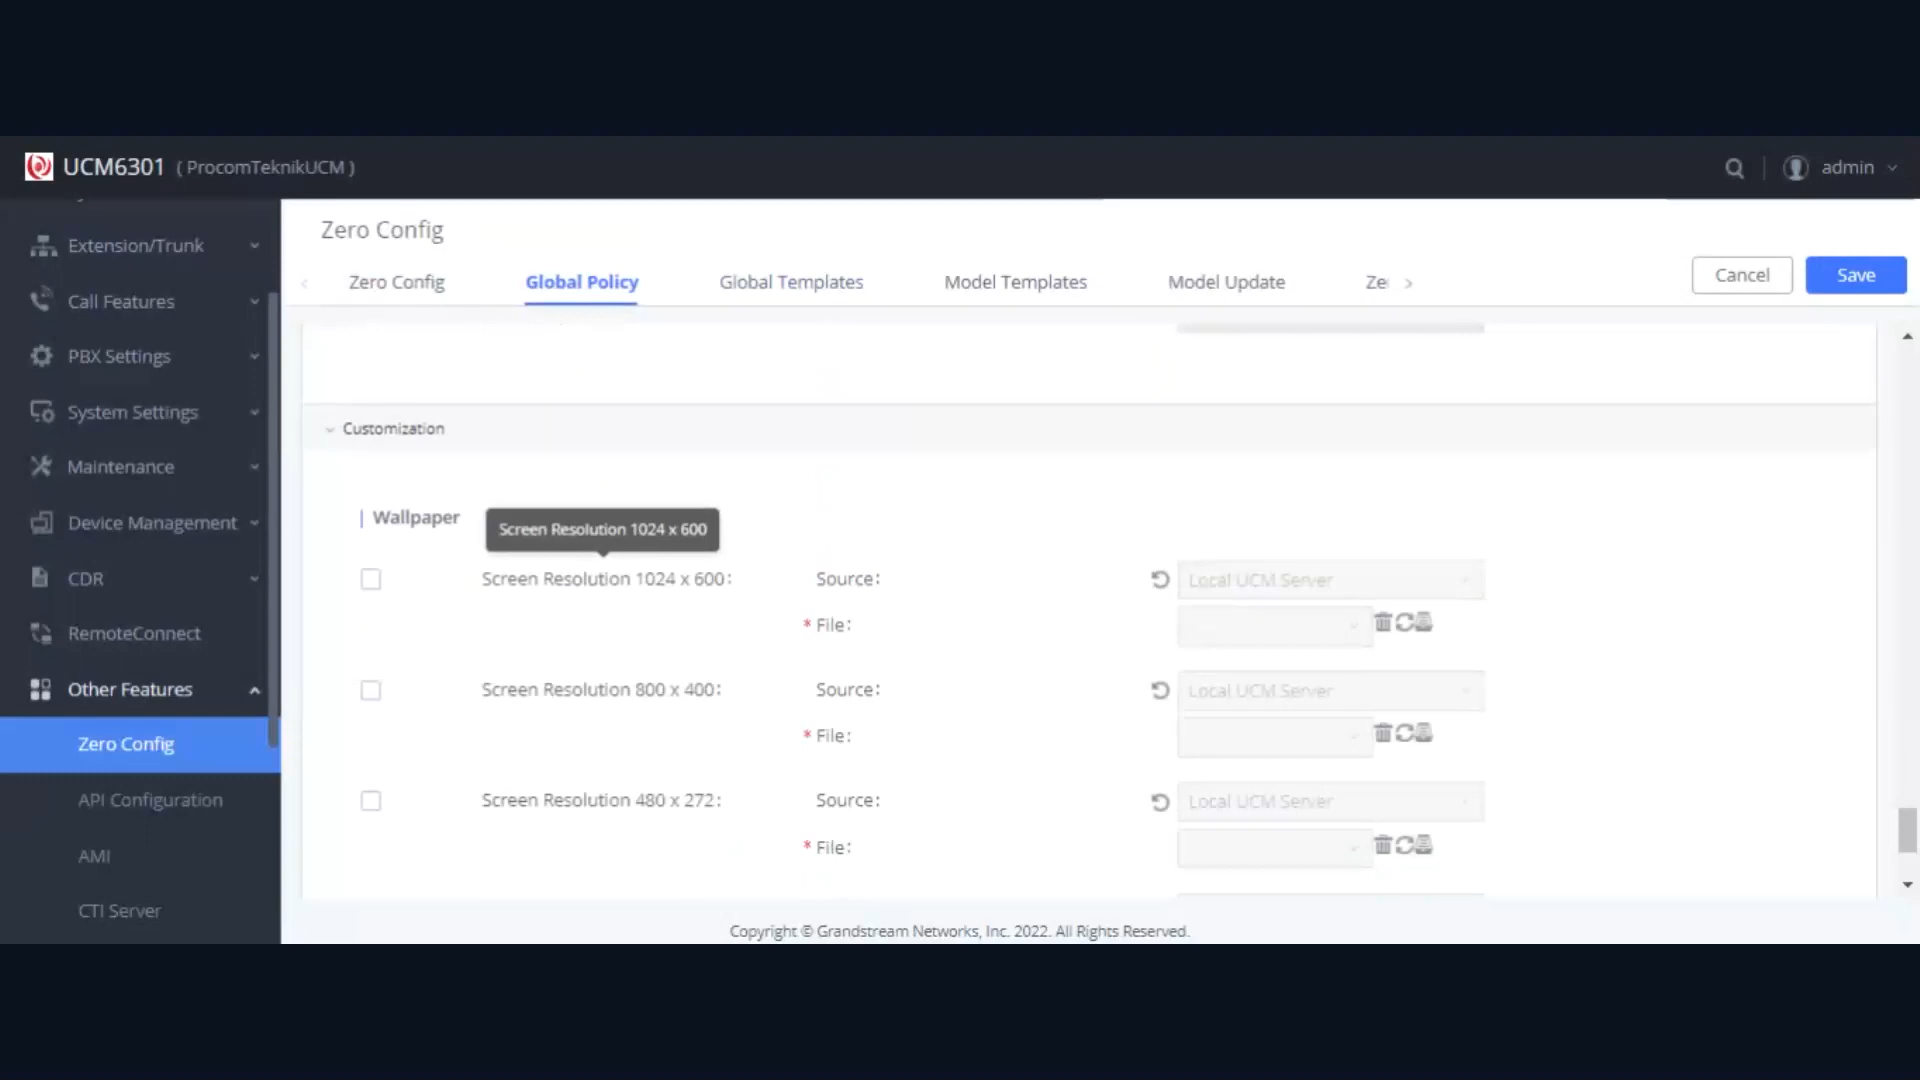 UCM6301 ( ProcomTeknikUCM )
admin
Extension/Trunk
Call Features
PBX Settings
System Settings
Maintenance
Device Management
CDR
RemoteConnect
Other Features
Zero Config
API Configuration
AMI
CTI Server
Zero Config
Zero Config Global Policy Global Templates Model Templates Model Update Ze
Cancel Save
Customization
Wallpaper
Screen Resolution 1024 x 600
Screen Resolution 1024 x 600: Source: Local UCM Server
* File:
Screen Resolution 800 x 400: Source: Local UCM Server
* File:
Screen Resolution 480 x 272: Source: Local UCM Server
* File:
Copyright © Grandstream Networks, Inc. 2022. All Rights Reserved.